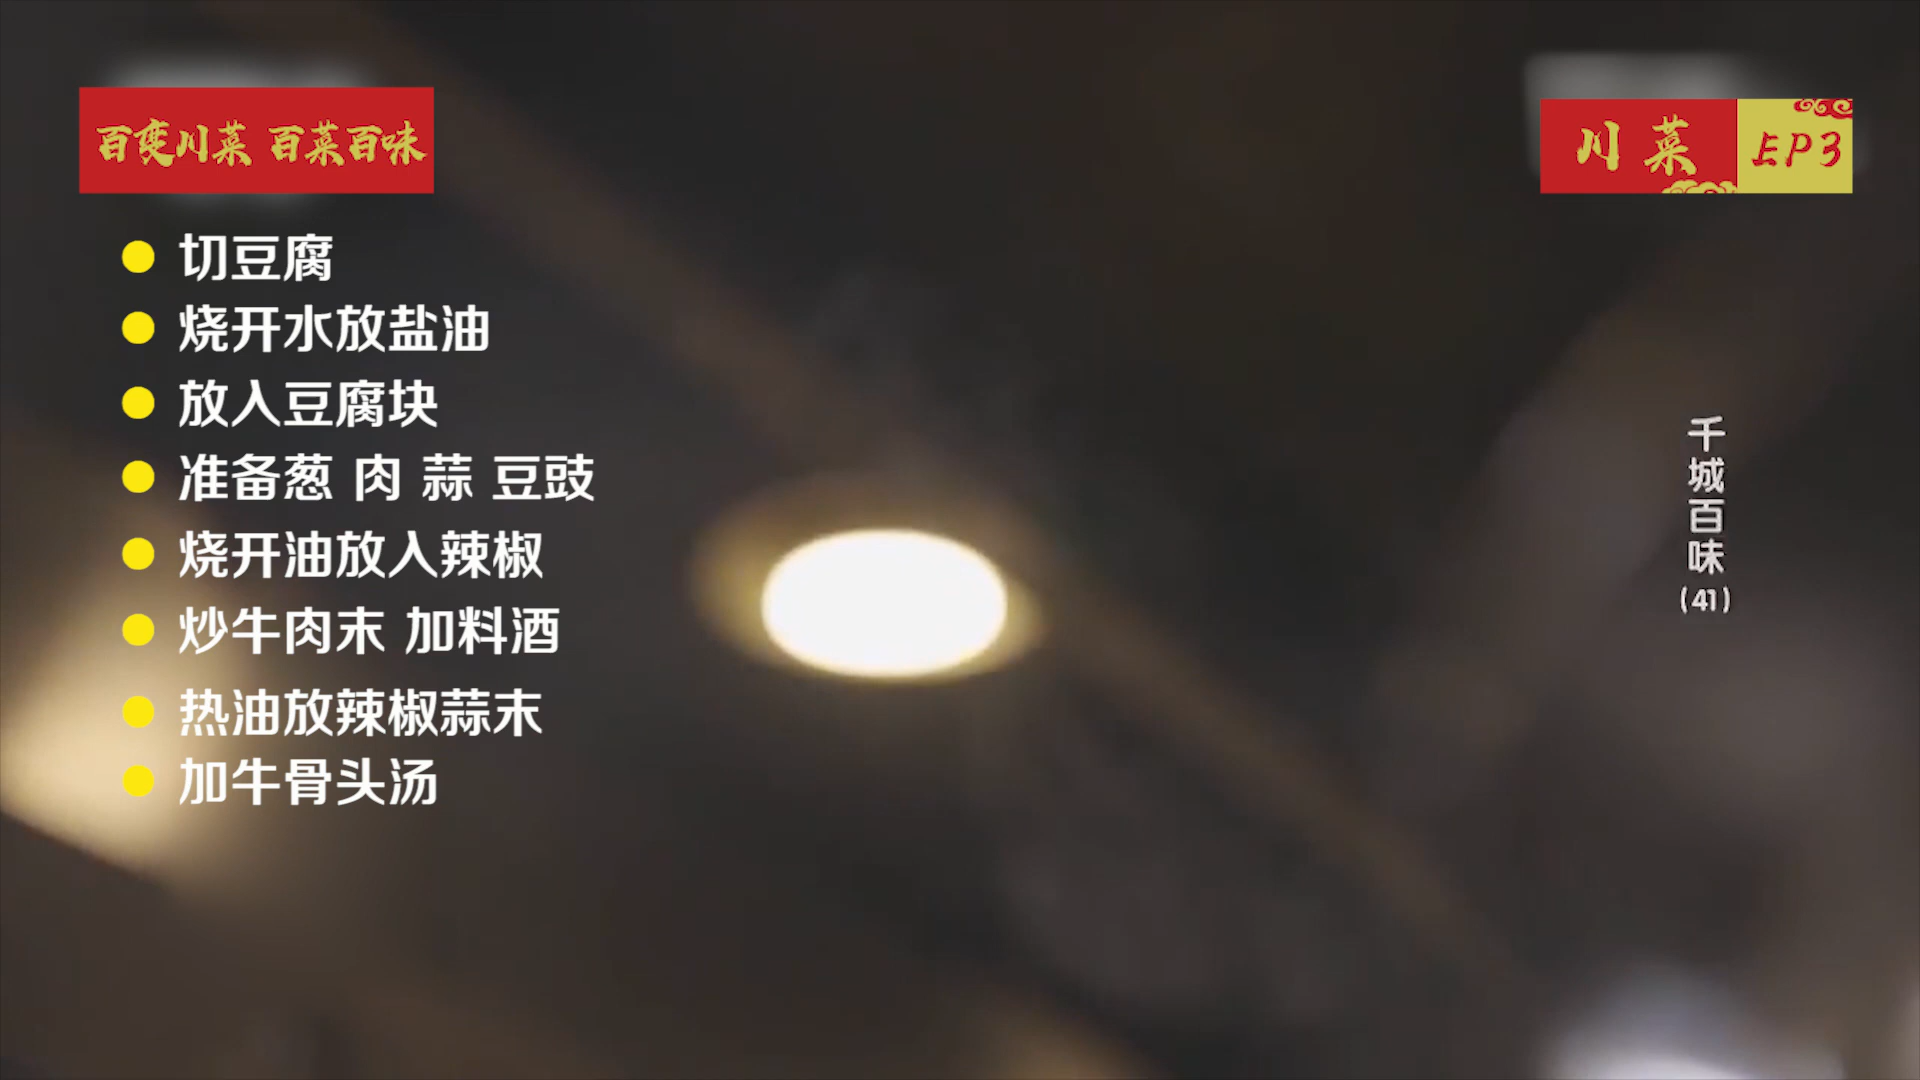 百变川菜 百菜百味
川菜 EP3
切豆腐
烧开水放盐油
放入豆腐块
准备葱 肉 蒜 豆豉
烧开油放入辣椒
炒牛肉末 加料酒
热油放辣椒蒜末
加牛骨头汤
千城百味
(41)